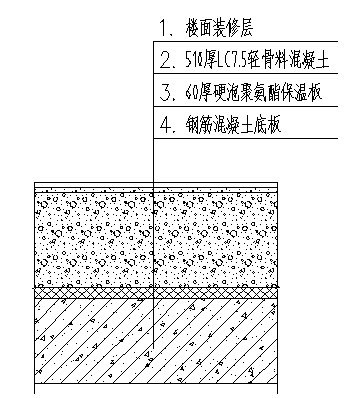 1. 楼面装修层
2. 510厚LC7.5轻骨料混凝土
3. 60厚硬泡聚氨酯保温板
4. 钢筋混凝土底板